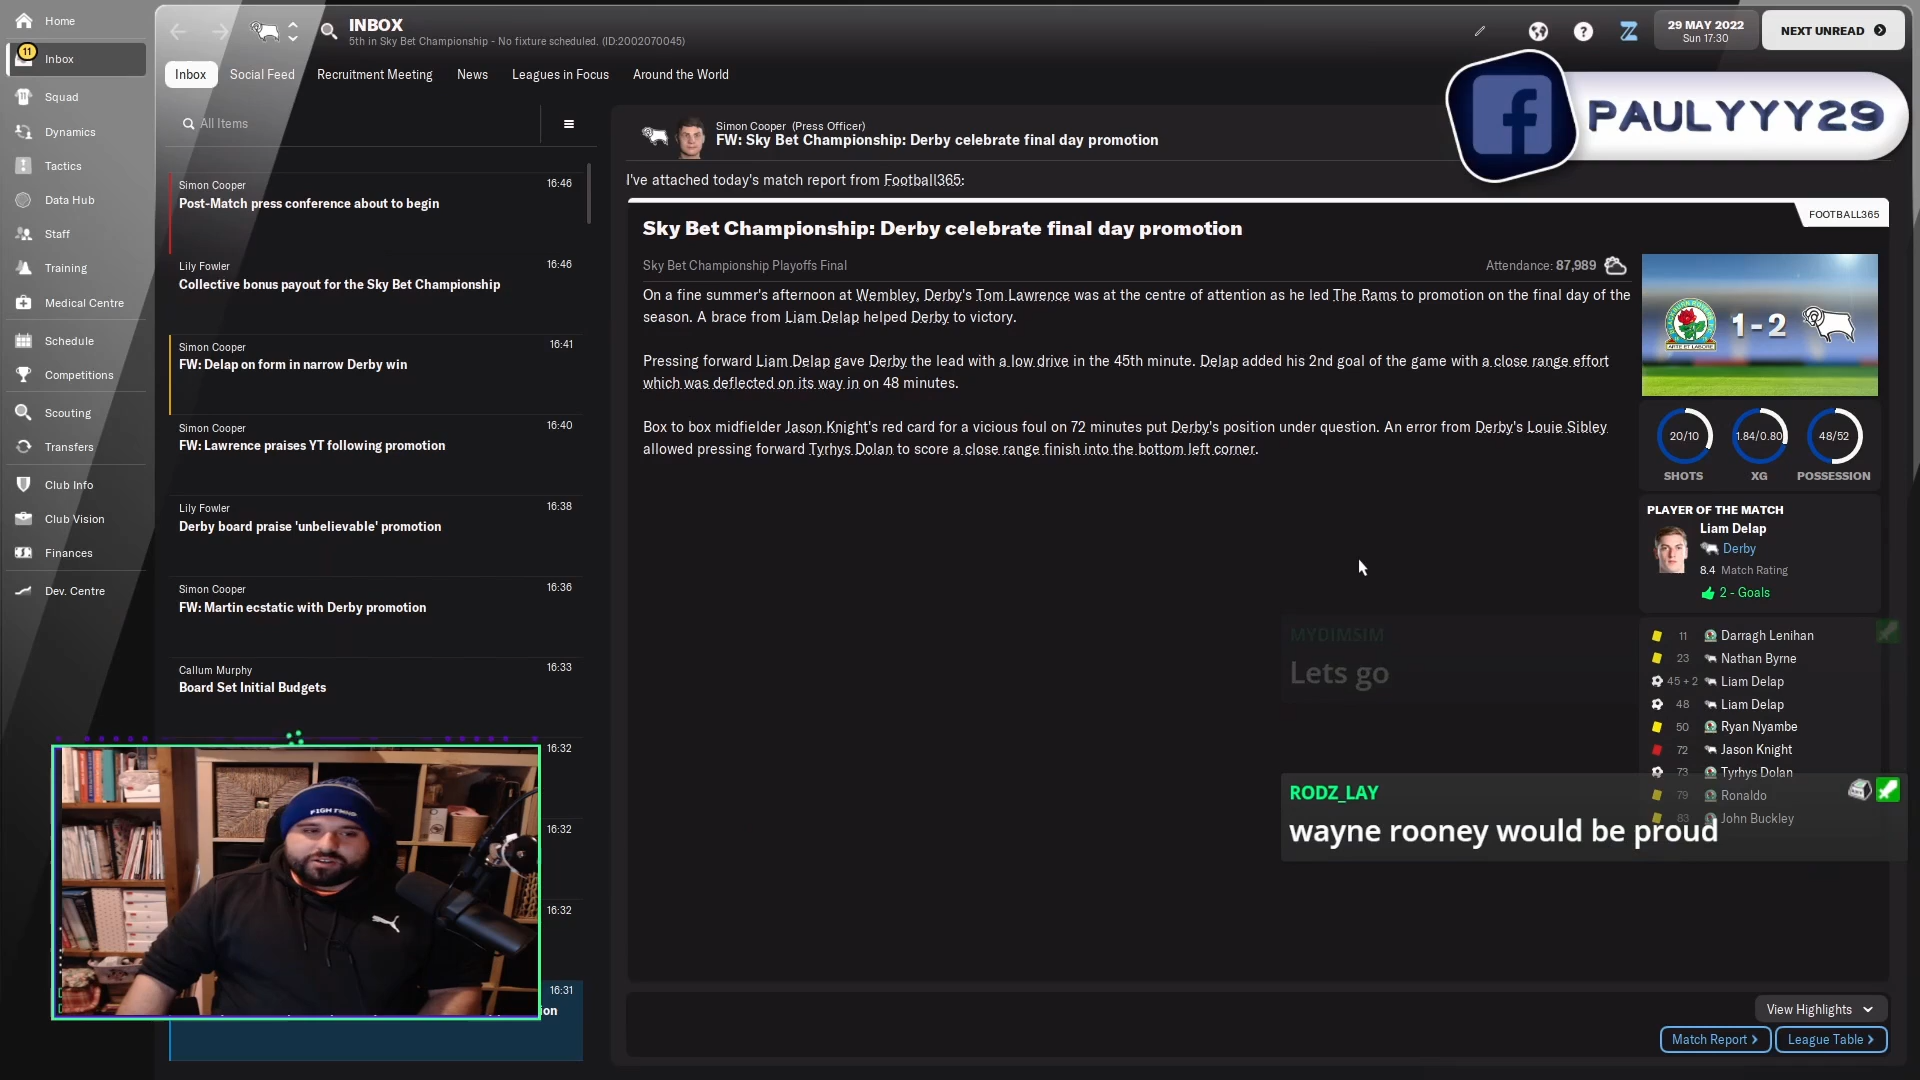 Home
11
Inbox
Squad
Dynamics
Tactics
Data Hub
Staff
Training
Medical Centre
Schedule
Competitions
Scouting
Transfers
Club Info
Club Vision
Finances
Dev. Centre
INBOX
5th in Sky Bet Championship - No fixture scheduled. (ID:2002070045)
29 MAY 2022
Sun 17:30
NEXT UNREAD
Inbox Social Feed Recruitment Meeting News Leagues in Focus Around the World
PAULYYY29
All Items
Simon Cooper 16:46
Post-Match press conference about to begin
Lily Fowler 16:46
Collective bonus payout for the Sky Bet Championship
Simon Cooper 16:41
FW: Delap on form in narrow Derby win
Simon Cooper 16:40
FW: Lawrence praises YT following promotion
Lily Fowler 16:38
Derby board praise 'unbelievable' promotion
Simon Cooper 16:36
FW: Martin ecstatic with Derby promotion
Callum Murphy 16:33
Board Set Initial Budgets
16:32
16:32
16:32
16:31
FIGHTMND
Simon Cooper (Press Officer)
FW: Sky Bet Championship: Derby celebrate final day promotion
I've attached today's match report from Football365:
FOOTBALL365
Sky Bet Championship: Derby celebrate final day promotion
Sky Bet Championship Playoffs Final Attendance: 87,989
On a fine summer's afternoon at Wembley, Derby's Tom Lawrence was at the centre of attention as he led The Rams to promotion on the final day of the
season. A brace from Liam Delap helped Derby to victory.
Pressing forward Liam Delap gave Derby the lead with a low drive in the 45th minute. Delap added his 2nd goal of the game with a close range effort
which was deflected on its way in on 48 minutes.
Box to box midfielder Jason Knight's red card for a vicious foul on 72 minutes put Derby's position under question. An error from Derby's Louie Sibley
allowed pressing forward Tyrhys Dolan to score a close range finish into the bottom left corner.
1 - 2
20/10 1.84/0.80 48/52
SHOTS XG POSSESSION
PLAYER OF THE MATCH
Liam Delap
Derby
8.4 Match Rating
2 - Goals
11 Darragh Lenihan
23 Nathan Byrne
45 + 2 Liam Delap
48 Liam Delap
50 Ryan Nyambe
72 Jason Knight
73 Tyrhys Dolan
79 Ronaldo
83 John Buckley
MYDIMSIM
Lets go
RODZ_LAY
wayne rooney would be proud
View Highlights
Match Report
League Table